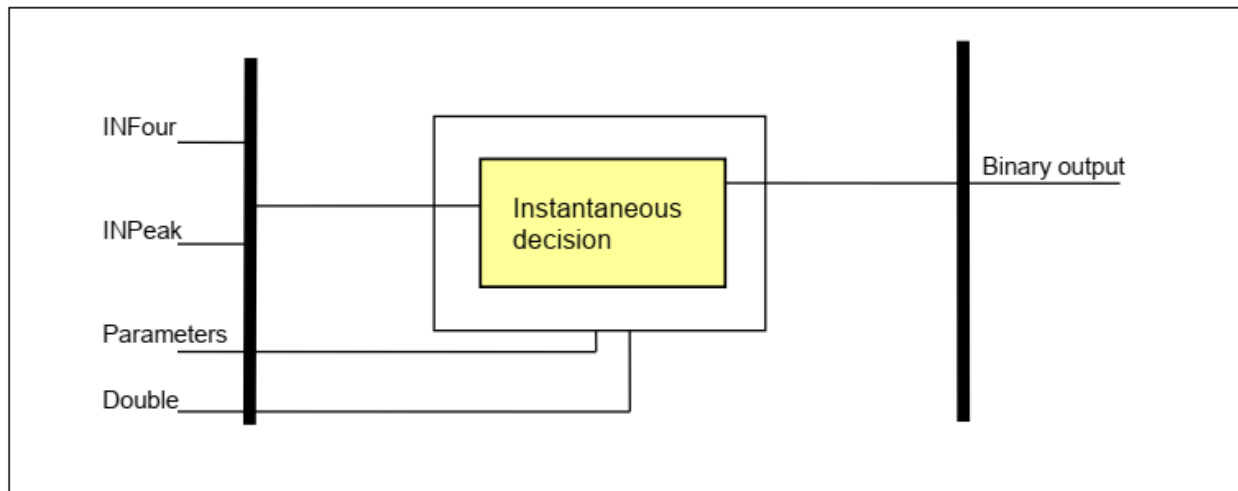 INFour
INPeak
Parameters
Double
Instantaneous
decision
Binary output